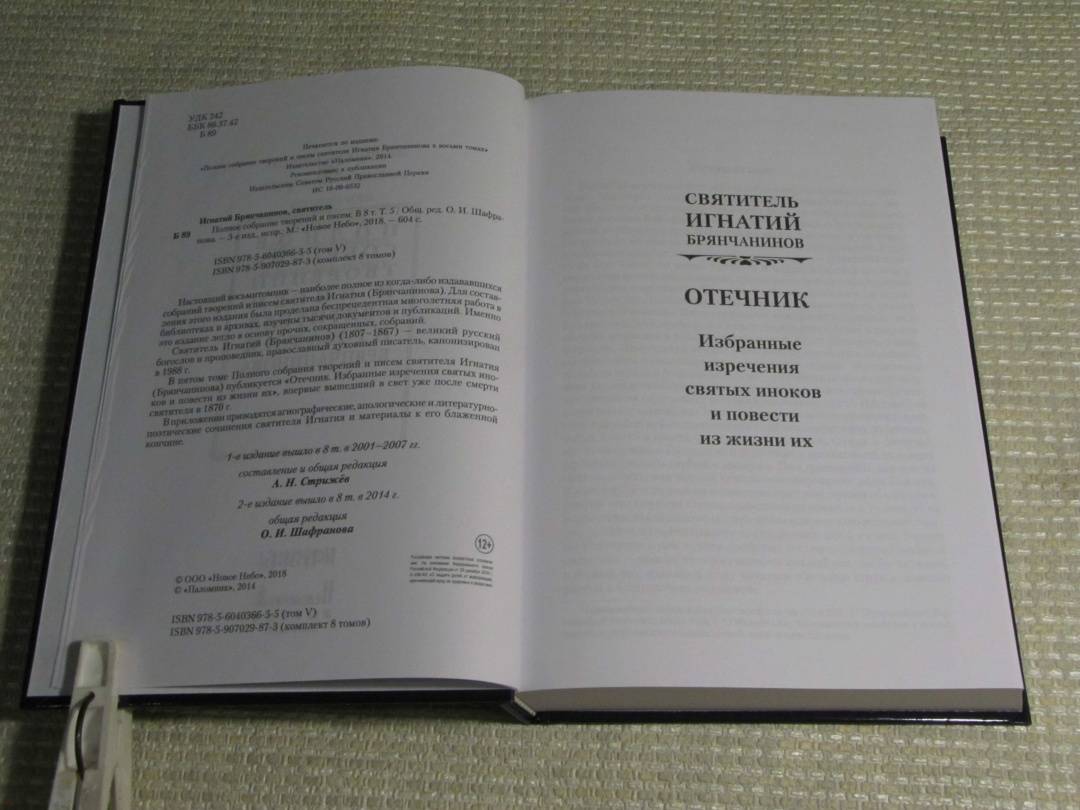 УДК 242
ББК 86.37.42
Б 89
Печатается по изданию:
«Полное собрание творений и писем святителя Игнатия Брянчанинова в восьми томах»
Издательство «Паломник», 2014.
Рекомендовано к публикации
Издательским Советом Русской Православной Церкви
ИС 18-06-0532
Игнатий Брянчанинов, святитель
Б 89 Полное собрание творений и писем. В 8 т. Т. 5 / Общ. ред. О. И. Шафра-
нова. — 3-е изд., испр., М.: «Новое Небо», 2018. — 604 с.
ISBN 978-5-6040366-3-5 (том V)
ISBN 978-5-907029-87-3 (комплект 8 томов)
Настоящий восьмитомник — наиболее полное из когда-либо издававшихся
собраний творений и писем святителя Игнатия (Брянчанинова). Для состав-
ления этого издания была проделана беспрецедентная многолетняя работа в
библиотеках и архивах, изучены тысячи документов и публикаций. Именно
это издание легло в основу прочих, сокращенных, собраний.
Святитель Игнатий (Брянчанинов) (1807–1867) — великий русский
богослов и проповедник, православный духовный писатель, канонизирован
в 1988 г.
В пятом томе Полного собрания творений и писем святителя Игнатия
(Брянчанинова) публикуется «Отечник. Избранные изречения святых ино-
ков и повести из жизни их», впервые вышедший в свет уже после смерти
святителя в 1870 г.
В приложении приводятся агиографические, апологические и литературно-
поэтические сочинения святителя Игнатия и материалы к его блаженной
кончине.
1-е издание вышло в 8 т. в 2001–2007 гг.
составление и общая редакция
А. Н. Стрижёв
2-е издание вышло в 8 т. в 2014 г.
общая редакция
О. И. Шафранова
12+
© ООО «Новое Небо», 2018
© «Паломник», 2014
ISBN 978-5-6040366-3-5 (том V)
ISBN 978-5-907029-87-3 (комплект 8 томов)
СВЯТИТЕЛЬ
ИГНАТИЙ
БРЯНЧАНИНОВ
ОТЕЧНИК
Избранные
изречения
святых иноков
и повести
из жизни их